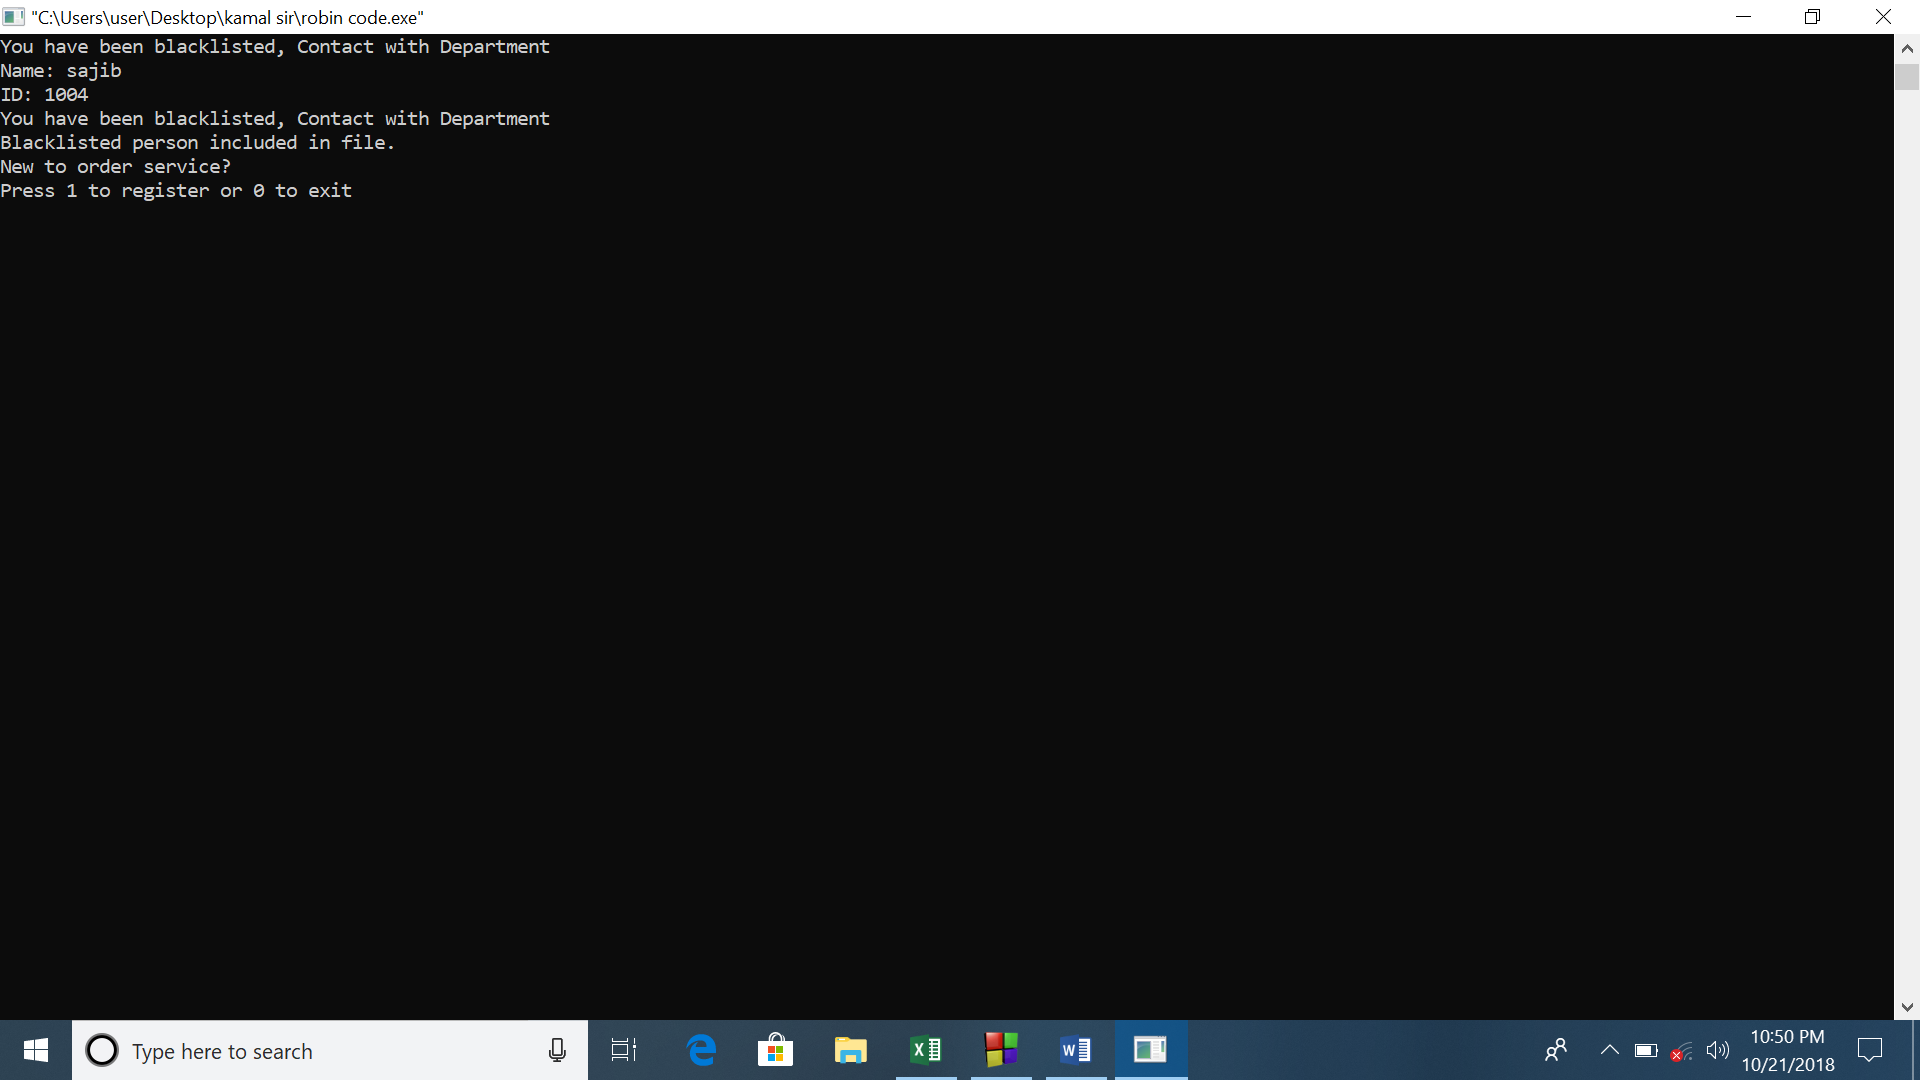 "C:\Users\user\Desktop\kamal sir\robin code.exe"
You have been blacklisted, Contact with Department
Name: sajib
ID: 1004
You have been blacklisted, Contact with Department
Blacklisted person included in file.
New to order service?
Press 1 to register or 0 to exit
Type here to search
10:50 PM
10/21/2018